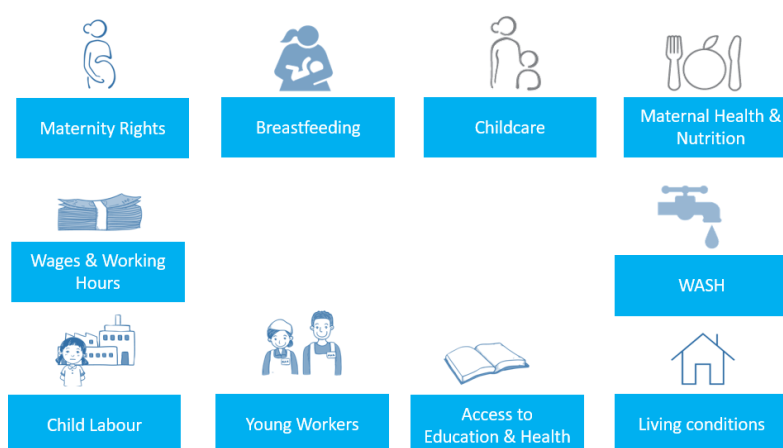 Maternity Rights
Breastfeeding
Childcare
Maternal Health &
Nutrition
Wages & Working
Hours
WASH
Child Labour
Young Workers
Access to
Education & Health
Living conditions